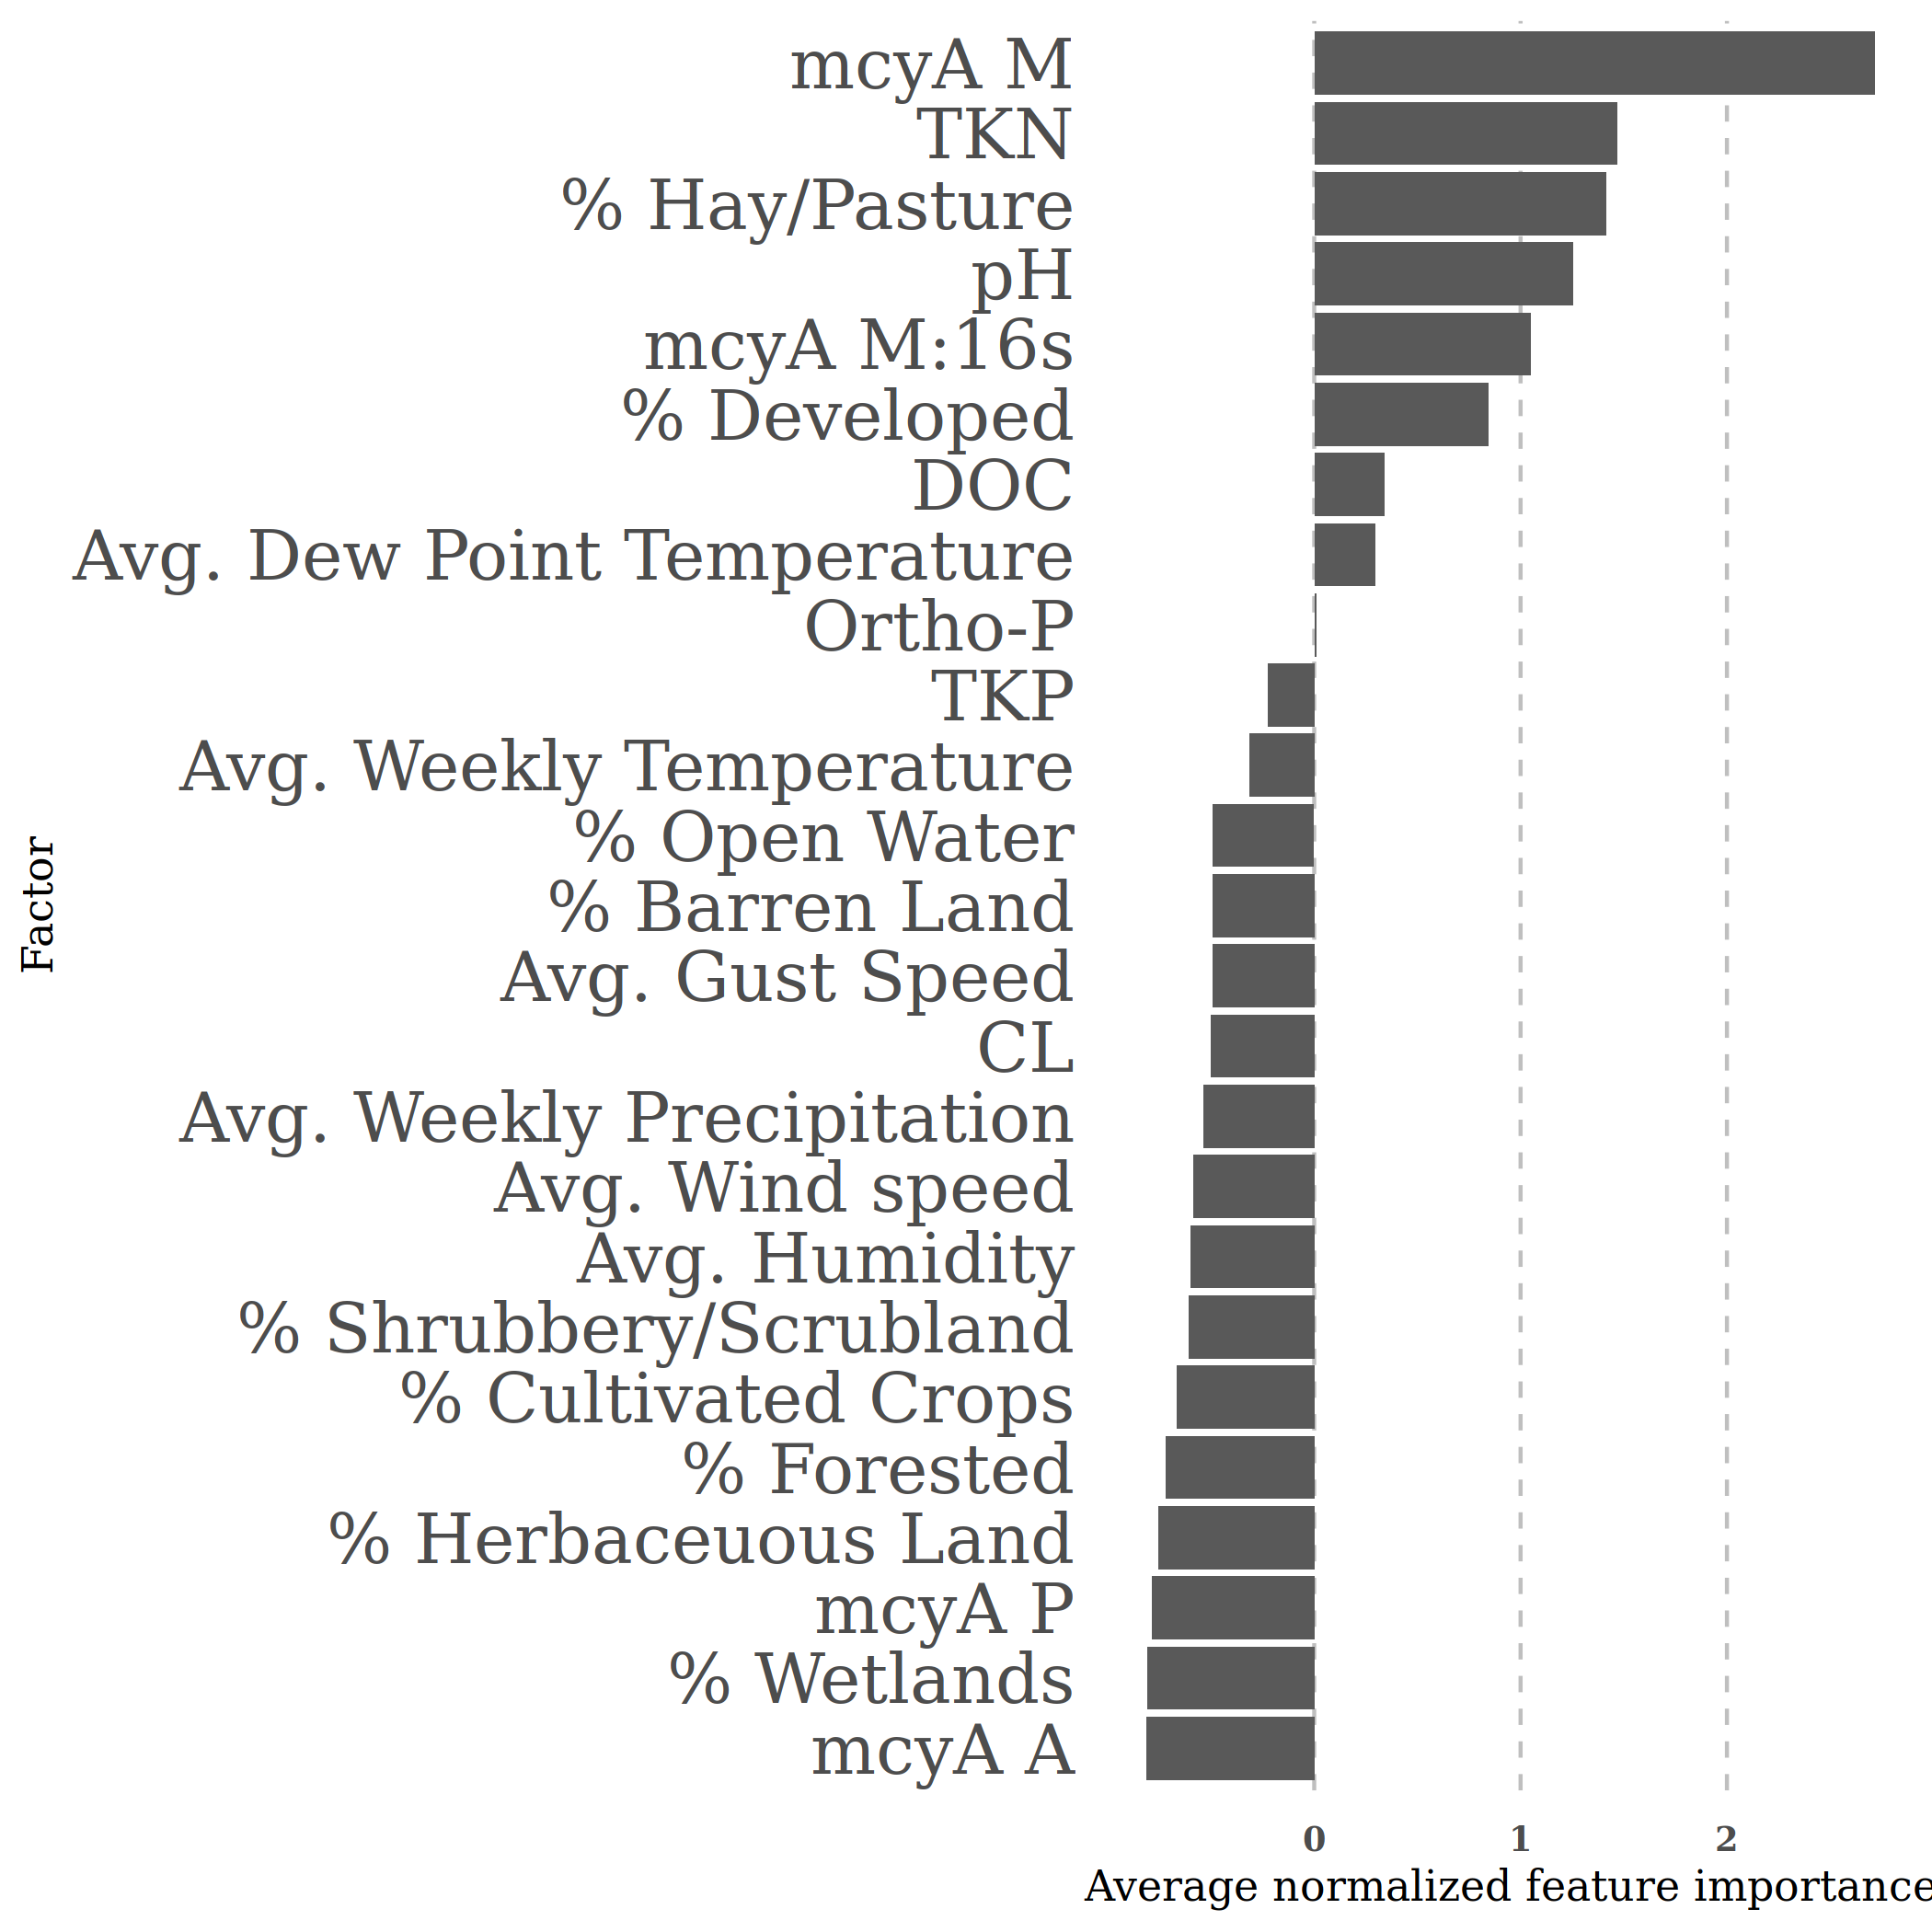 mcyA M
TKN
% Hay/Pasture
pH
mcyA M:16s
% Developed
DOC
Avg. Dew Point Temperature
Ortho-P
TKP
Avg. Weekly Temperature
% Open Water
% Barren Land
Avg. Gust Speed
CL
Avg. Weekly Precipitation
Avg. Wind speed
Avg. Humidity
% Shrubbery/Scrubland
% Cultivated Crops
% Forested
% Herbaceuous Land
mcyA P
% Wetlands
mcyA A
Factor
0 1 2
Average normalized feature importance